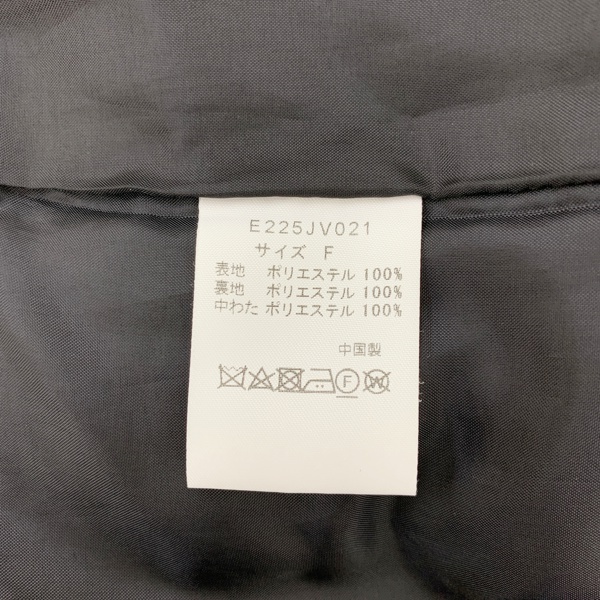 E225JV021
サイズ F
表地 ポリエステル 100%
裏地 ポリエステル 100%
中わた ポリエステル 100%
中国製
F W